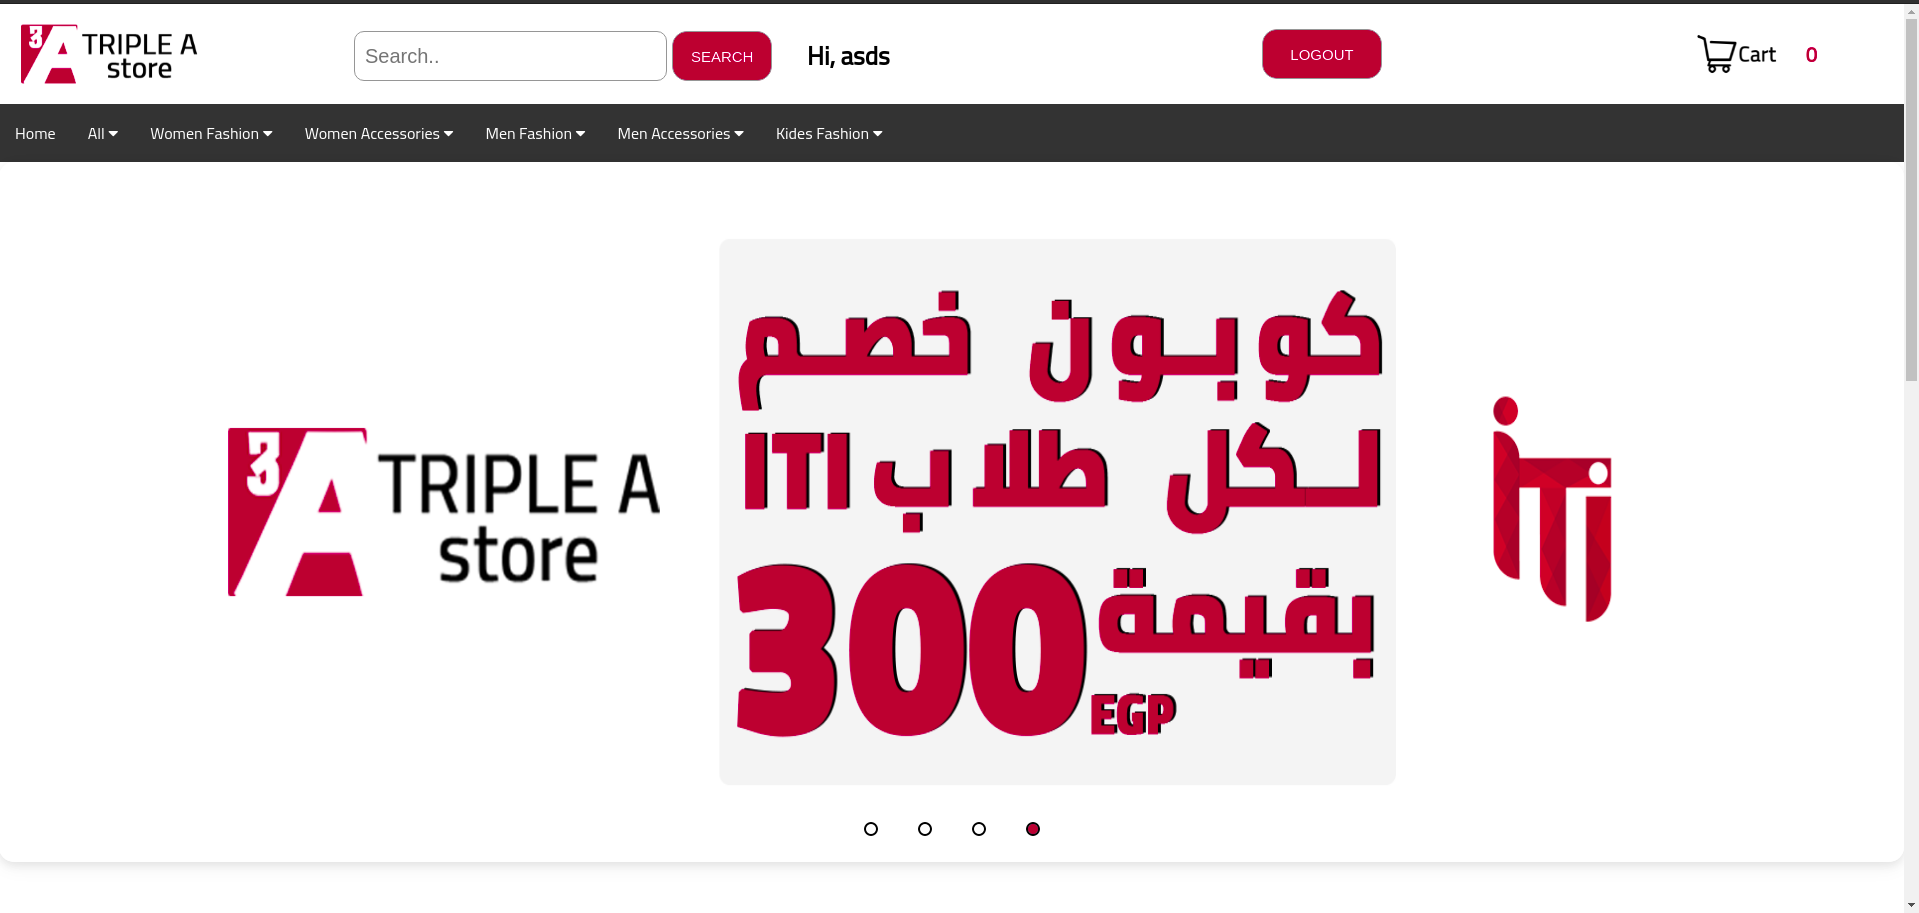 3A TRIPLE A
store
Search..
SEARCH
Hi, asds
LOGOUT
Cart 0
Home All Women Fashion Women Accessories Men Fashion Men Accessories Kides Fashion
3A TRIPLE A
store
كوبون خصم
لكل طلاب ITI
بقيمة 300
EGP
iTi